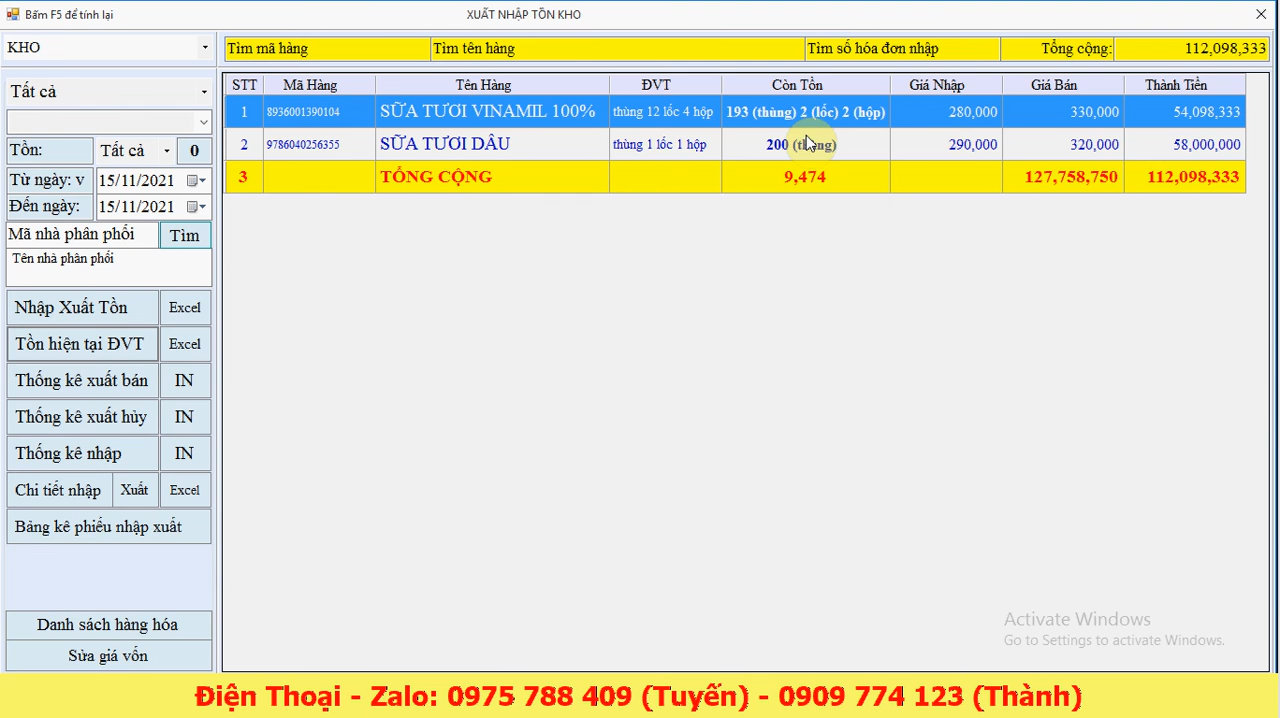 Bấm F5 để tính lại
XUẤT NHẬP TỒN KHO
KHO
Tìm mã hàng Tìm tên hàng Tìm số hóa đơn nhập Tổng cộng: 112,098,333
Tất cả
Tồn: Tất cả 0
Từ ngày: v 15/11/2021
Đến ngày: 15/11/2021
Mã nhà phân phối Tìm
Tên nhà phân phối
Nhập Xuất Tồn Excel
Tồn hiện tại ĐVT Excel
Thống kê xuất bán IN
Thống kê xuất hủy IN
Thống kê nhập IN
Chi tiết nhập Xuất Excel
Bảng kê phiếu nhập xuất
Danh sách hàng hóa
Sửa giá vốn
STT Mã Hàng Tên Hàng ĐVT Còn Tồn Giá Nhập Giá Bán Thành Tiền
1 8936001390104 SỮA TƯƠI VINAMIL 100% thùng 12 lốc 4 hộp 193 (thùng) 2 (lốc) 2 (hộp) 280,000 330,000 54,098,333
2 9786040256355 SỮA TƯƠI DÂU thùng 1 lốc 1 hộp 200 (thùng) 290,000 320,000 58,000,000
3 TỔNG CỘNG 9,474 127,758,750 112,098,333
Activate Windows
Go to Settings to activate Windows.
Điện Thoại - Zalo: 0975 788 409 (Tuyến) - 0909 774 123 (Thành)